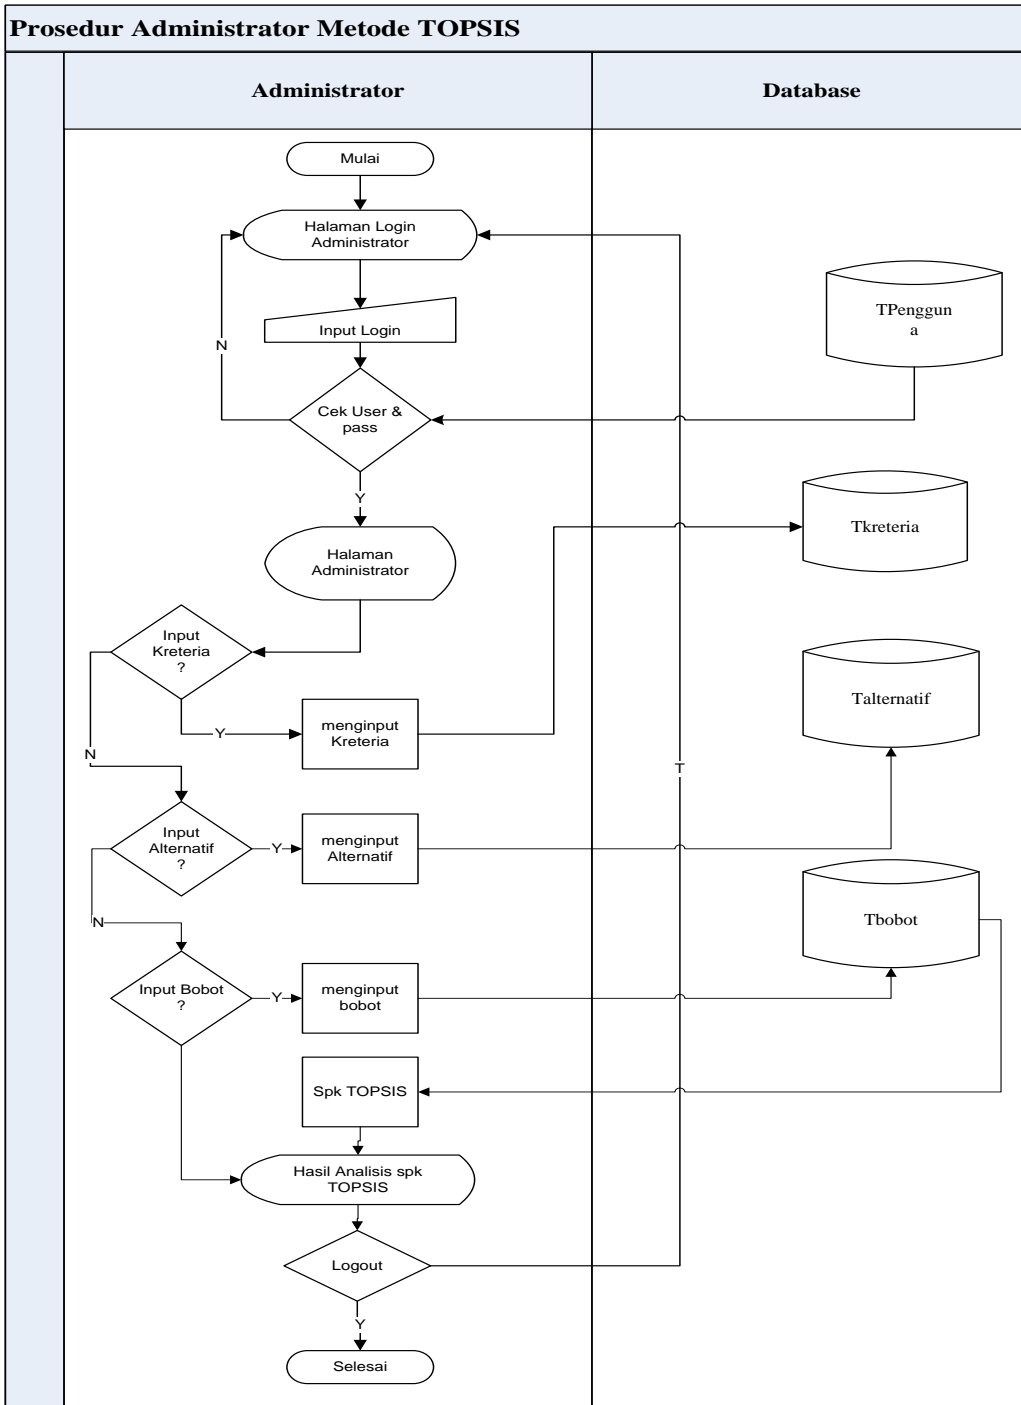 Prosedur Administrator Metode TOPSIS
Administrator
Database
Mulai
Halaman Login
Administrator
TPenggun
a
Input Login
N
Cek User &
pass
Y
Tkreteria
Halaman
Administrator
Input
Kreteria
?
Talternatif
Y
menginput
Kreteria
N
T
Input
Alternatif
?
Y
menginput
Alternatif
N
Tbobot
Input Bobot
?
Y
menginput
bobot
Spk TOPSIS
Hasil Analisis spk
TOPSIS
Logout
Y
Selesai